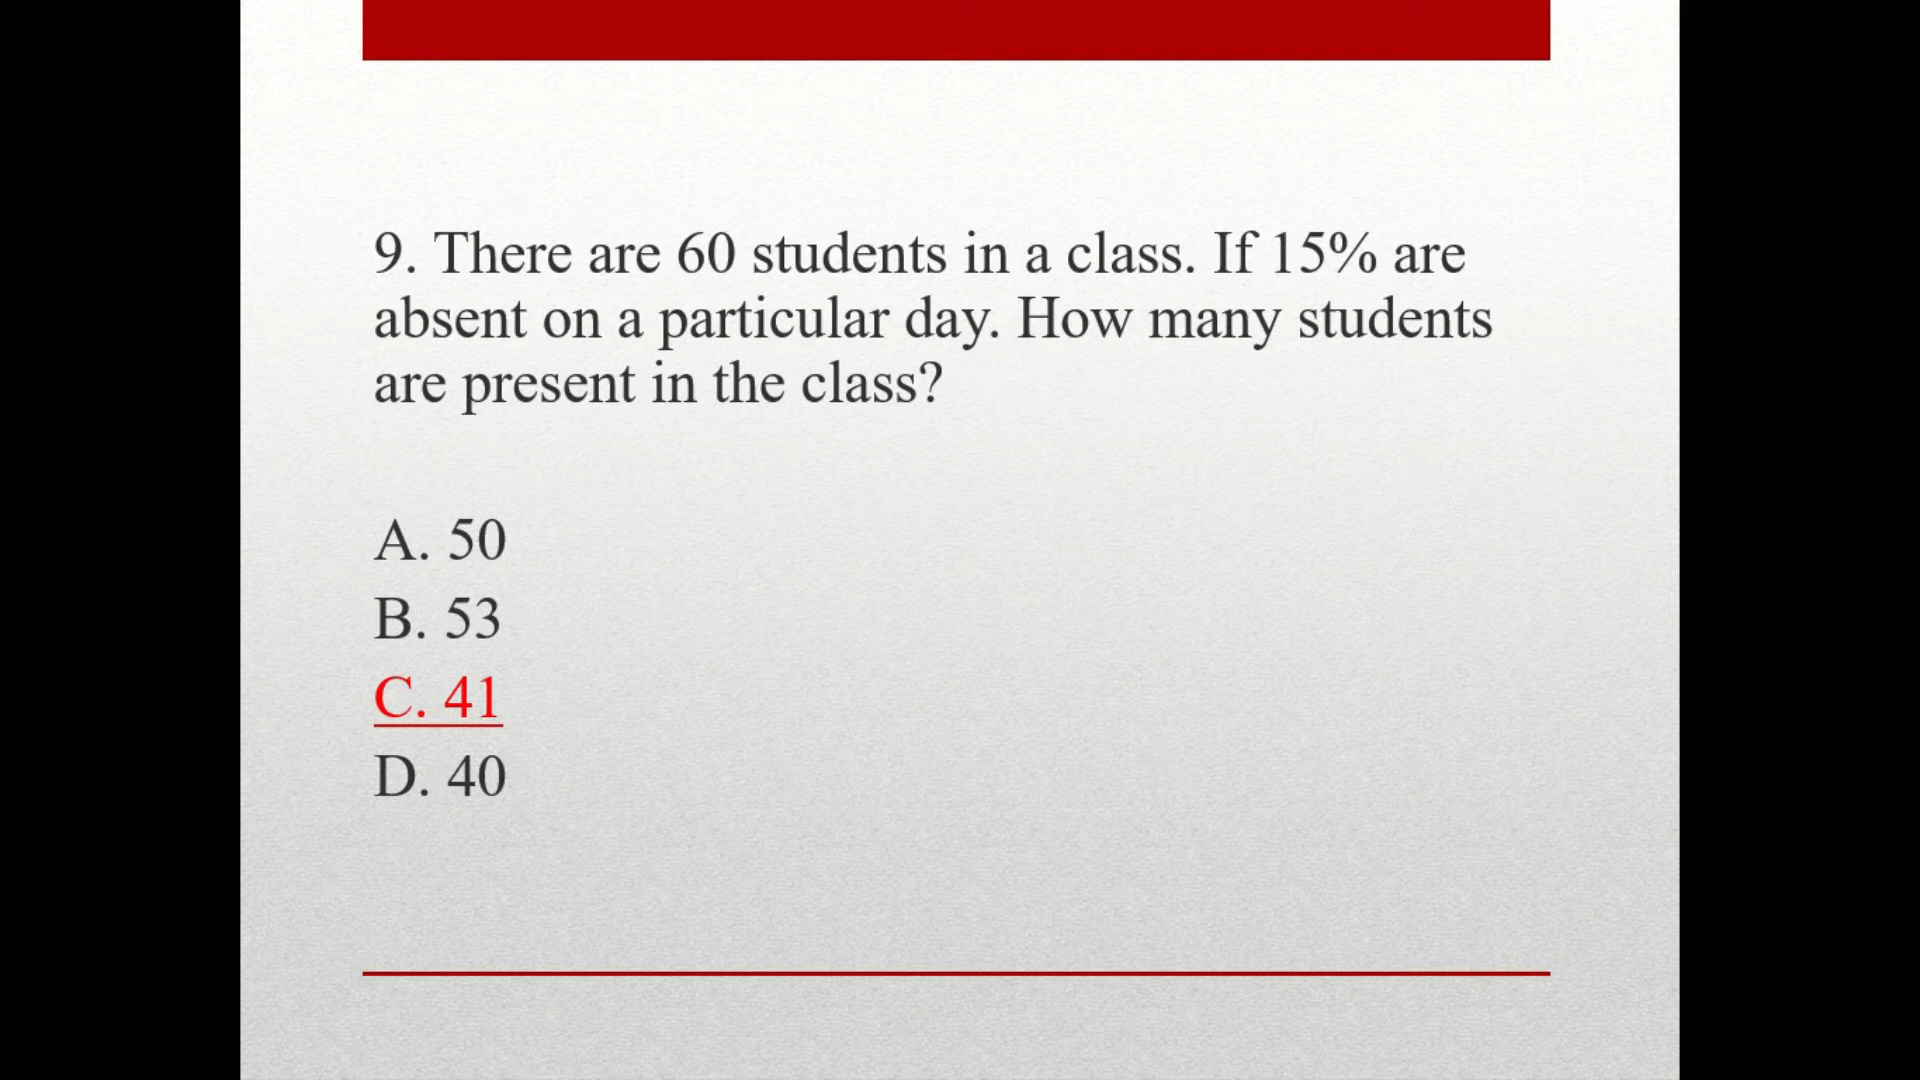 9. There are 60 students in a class. If 15% are
absent on a particular day. How many students
are present in the class?
A. 50
B. 53
C. 41
D. 40